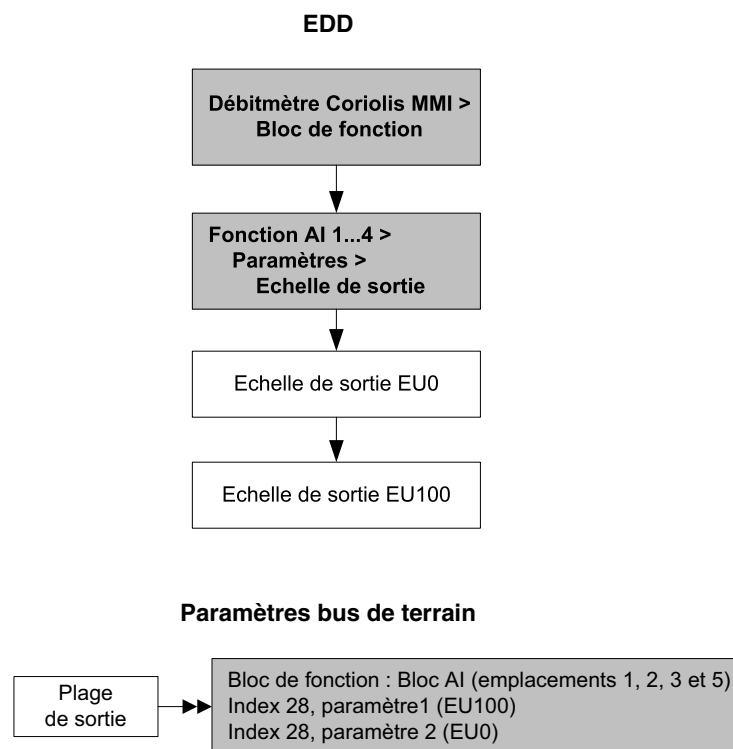 EDD
Débitmètre Coriolis MMI >
Bloc de fonction
Fonction AI 1...4 >
Paramètres >
Echelle de sortie
Echelle de sortie EU0
Echelle de sortie EU100
Paramètres bus de terrain
Plage
de sortie
Bloc de fonction : Bloc AI (emplacements 1, 2, 3 et 5)
Index 28, paramètre1 (EU100)
Index 28, paramètre 2 (EU0)